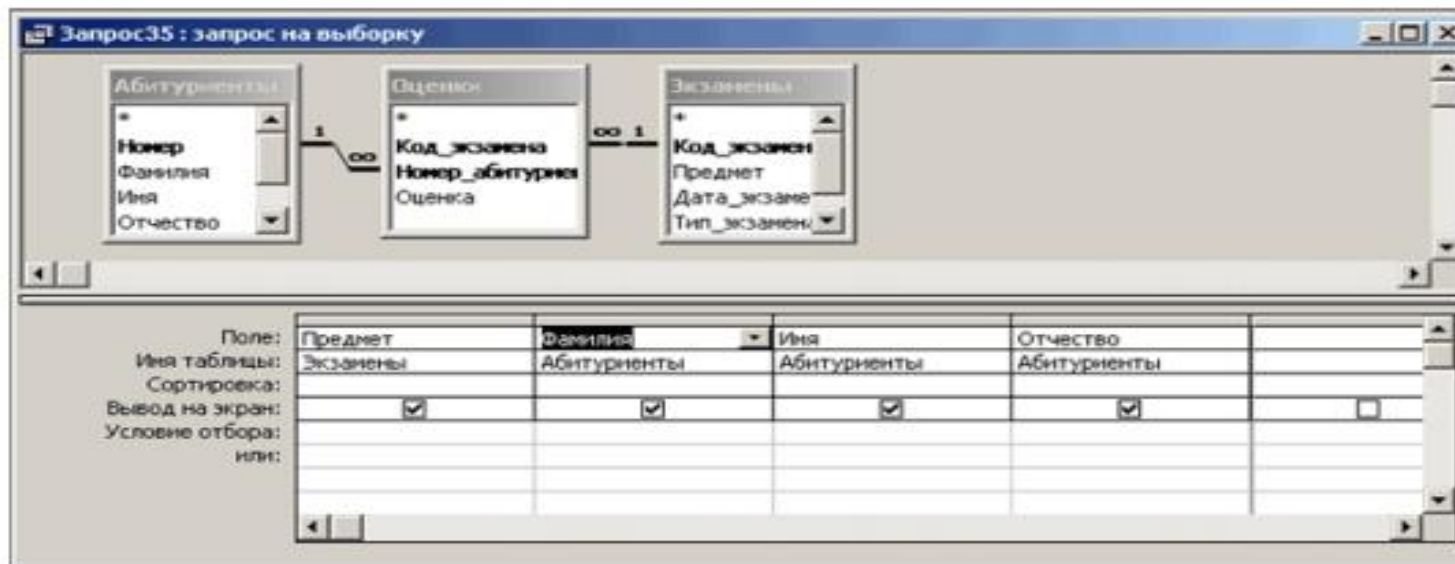 Запрос35 : запрос на выборку
Абитуриенты Оценки Экзамены
* * *
Номер Код_экзамена Код_экзамен
Фамилия Номер_абитуриен Предмет
Имя Оценка Дата_экзаме
Отчество Тип_экзамена
1 ∞ ∞ 1
Поле: Предмет Фамилия Имя Отчество
Имя таблицы: Экзамены Абитуриенты Абитуриенты Абитуриенты
Сортировка:
Вывод на экран:
Условие отбора:
или: